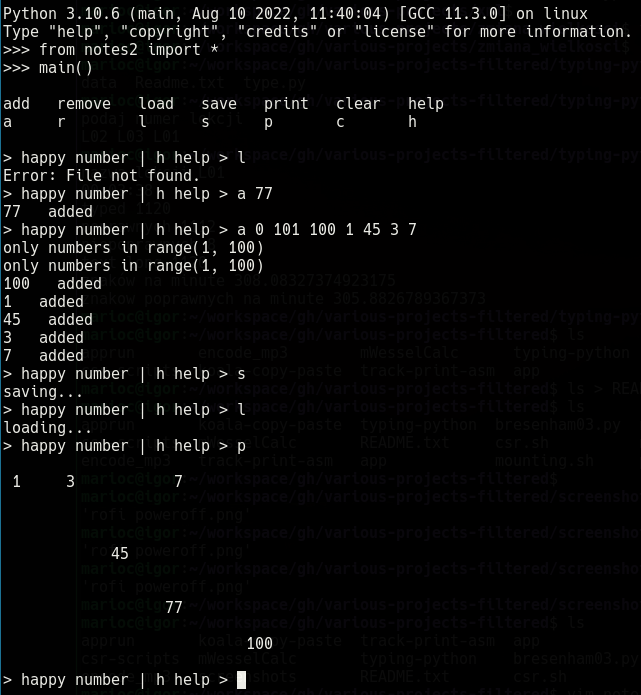 Python 3.10.6 (main, Aug 10 2022, 11:40:04) [GCC 11.3.0] on linux
Type "help", "copyright", "credits" or "license" for more information.
>>> from notes2 import *
>>> main()
add   remove   load   save   print   clear   help
a     r        l      s      p       c       h
> happy number | h help > l
Error: File not found.
> happy number | h help > a 77
77   added
> happy number | h help > a 0 101 100 1 45 3 7
only numbers in range(1, 100)
only numbers in range(1, 100)
100   added
1   added
45   added
3   added
7   added
> happy number | h help > s
saving...
> happy number | h help > l
loading...
> happy number | h help > p
 1     3           7
            45
                  77
                           100
> happy number | h help >